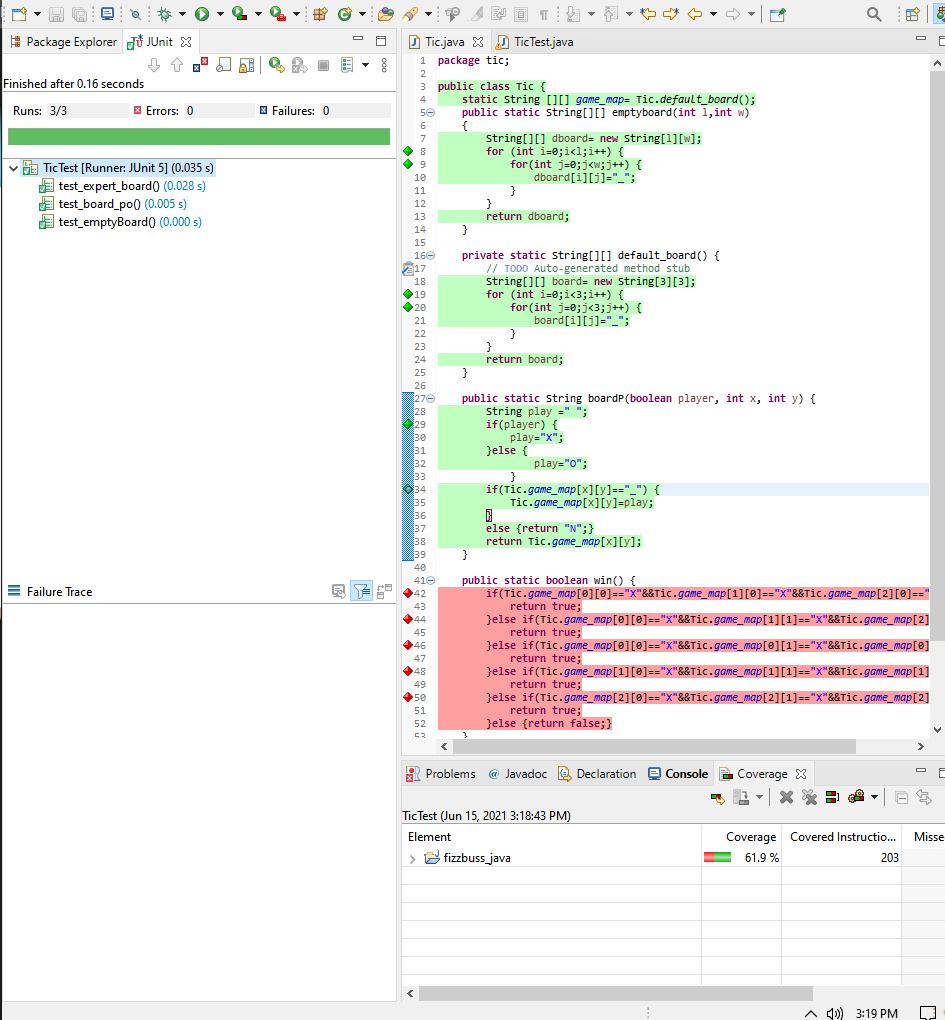 Package Explorer JUnit
Finished after 0.16 seconds
Runs: 3/3 Errors: 0 Failures: 0
TicTest [Runner: JUnit 5] (0.035 s)
test_expert_board() (0.028 s)
test_board_po() (0.005 s)
test_emptyBoard() (0.000 s)
Failure Trace
Tic.java TicTest.java
1 package tic;
2
3 public class Tic {
4 static String [][] game_map= Tic.default_board();
5 public static String[][] emptyboard(int l,int w)
6 {
7 String[][] dboard= new String[l][w];
8 for (int i=0;i<l;i++) {
9 for(int j=0;j<w;j++) {
10 dboard[i][j]="_";
11 }
12 }
13 return dboard;
14 }
15
16 private static String[][] default_board() {
17 // TODO Auto-generated method stub
18 String[][] board= new String[3][3];
19 for (int i=0;i<3;i++) {
20 for(int j=0;j<3;j++) {
21 board[i][j]="_";
22 }
23 }
24 return board;
25 }
26
27 public static String boardP(boolean player, int x, int y) {
28 String play =" ";
29 if(player) {
30 play="X";
31 }else {
32 play="O";
33 }
34 if(Tic.game_map[x][y]=="_") {
35 Tic.game_map[x][y]=play;
36 }
37 else {return "N";}
38 return Tic.game_map[x][y];
39 }
40
41 public static boolean win() {
42 if(Tic.game_map[0][0]=="X"&&Tic.game_map[1][0]=="X"&&Tic.game_map[2][0]=="
43 return true;
44 }else if(Tic.game_map[0][0]=="X"&&Tic.game_map[1][1]=="X"&&Tic.game_map[2]
45 return true;
46 }else if(Tic.game_map[0][0]=="X"&&Tic.game_map[0][1]=="X"&&Tic.game_map[0]
47 return true;
48 }else if(Tic.game_map[1][0]=="X"&&Tic.game_map[1][1]=="X"&&Tic.game_map[1]
49 return true;
50 }else if(Tic.game_map[2][0]=="X"&&Tic.game_map[2][1]=="X"&&Tic.game_map[2]
51 return true;
52 }else {return false;}
53 }
Problems @ Javadoc Declaration Console Coverage
TicTest (Jun 15, 2021 3:18:43 PM)
Element Coverage Covered Instructio... Misse
fizzbuss_java 61.9 % 203
3:19 PM